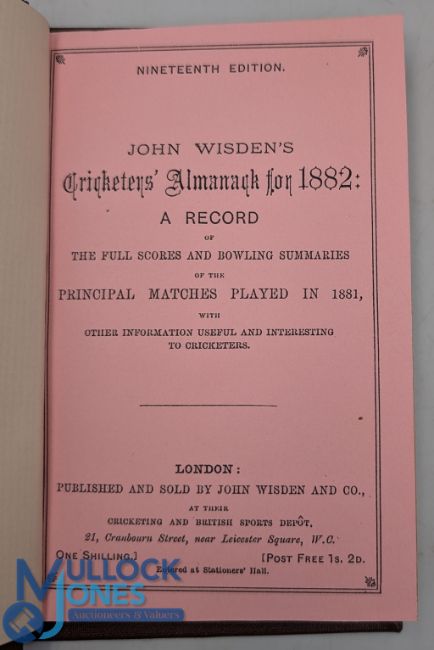 NINETEENTH EDITION.
JOHN WISDEN'S
Cricketers' Almanack for 1882:
A RECORD
OF
THE FULL SCORES AND BOWLING SUMMARIES
OF THE
PRINCIPAL MATCHES PLAYED IN 1881,
WITH
OTHER INFORMATION USEFUL AND INTERESTING
TO CRICKETERS.
LONDON:
PUBLISHED AND SOLD BY JOHN WISDEN AND CO.,
AT THEIR
CRICKETING AND BRITISH SPORTS DEPÔT,
21, Cranbourn Street, near Leicester Square, W.C.
ONE SHILLING.] [POST FREE 1s. 2D.
Entered at Stationers' Hall.
MULLOCK
JONES
Auctioneers & Valuers